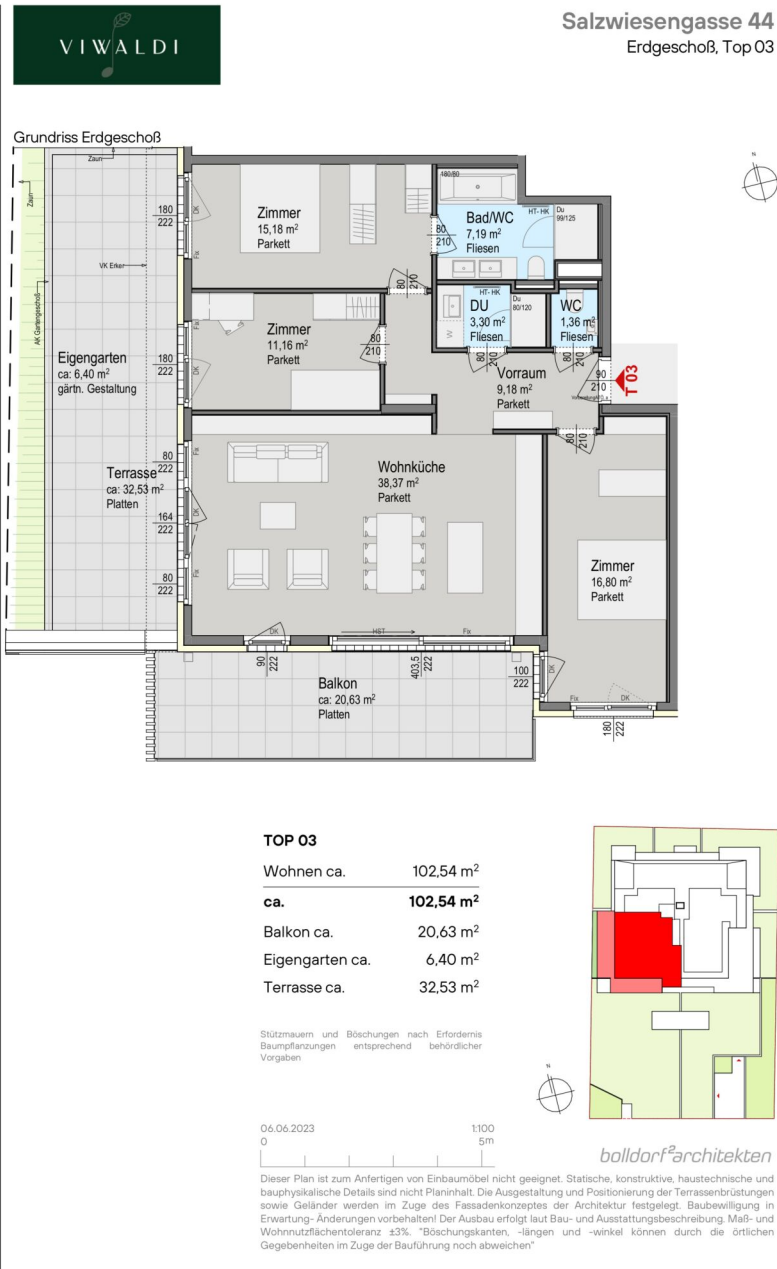 VIWALDI
Salzwiesengasse 44
Erdgeschoß, Top 03
Grundriss Erdgeschoß
Zaun
Zaun
VK Erker
AK Gartengeschoß
Eigengarten
ca: 6,40 m²
gärtn. Gestaltung
Terrasse
ca: 32,53 m²
Platten
180
222
DK
Fix
Zimmer
15,18 m²
Parkett
80
210
180/80
Bad/WC
7,19 m²
Fliesen
HT- HK
Du
99/125
80
210
Fix
180
222
DK
Zimmer
11,16 m²
Parkett
80
210
HT- HK
DU
3,30 m²
Fliesen
W
Du
80/120
80
210
WC
1,36 m²
Fliesen
80
210
Vorraum
9,18 m²
Parkett
90
210
T 03
80
210
80
222
Fix
164
222
DK
80
222
Fix
Wohnküche
38,37 m²
Parkett
Zimmer
16,80 m²
Parkett
DK
HST
Fix
90
222
403,5
222
100
222
DK
Fix
DK
180
222
Balkon
ca: 20,63 m²
Platten
N
TOP 03
Wohnen ca. 102,54 m²
ca. 102,54 m²
Balkon ca. 20,63 m²
Eigengarten ca. 6,40 m²
Terrasse ca. 32,53 m²
Stützmauern und Böschungen nach Erfordernis
Baumpflanzungen entsprechend behördlicher
Vorgaben
06.06.2023 1:100
0 5m
N
bolldorf²architekten
Dieser Plan ist zum Anfertigen von Einbaumöbel nicht geeignet. Statische, konstruktive, haustechnische und
bauphysikalische Details sind nicht Planinhalt. Die Ausgestaltung und Positionierung der Terrassenbrüstungen
sowie Geländer werden im Zuge des Fassadenkonzeptes der Architektur festgelegt. Baubewilligung in
Erwartung- Änderungen vorbehalten! Der Ausbau erfolgt laut Bau- und Ausstattungsbeschreibung. Maß- und
Wohnnutzflächentoleranz ±3%. "Böschungskanten, -längen und -winkel können durch die örtlichen
Gegebenheiten im Zuge der Bauführung noch abweichen"